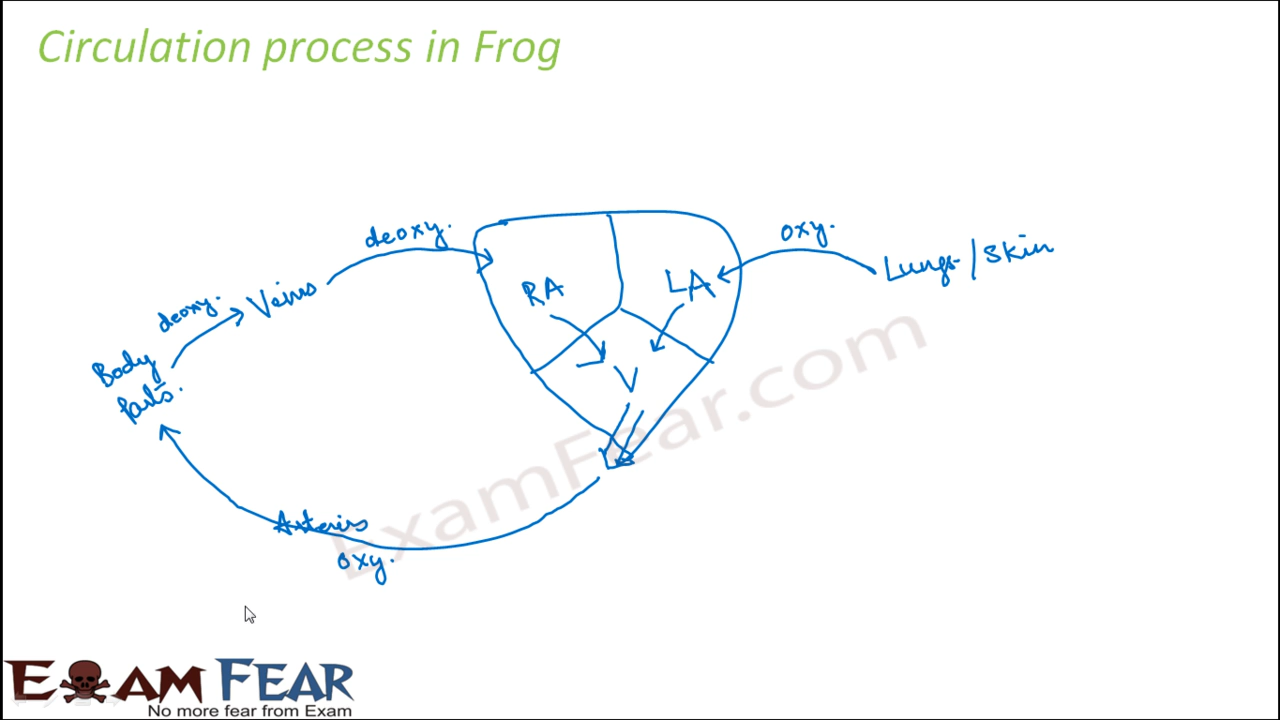 Circulation process in Frog
deoxy.
oxy.
Lungs/Skin
deoxy.
Veins
RA
LA
Body
Parts.
V
Arteries
oxy.
ExamFear.com
EXAM FEAR
No more fear from Exam